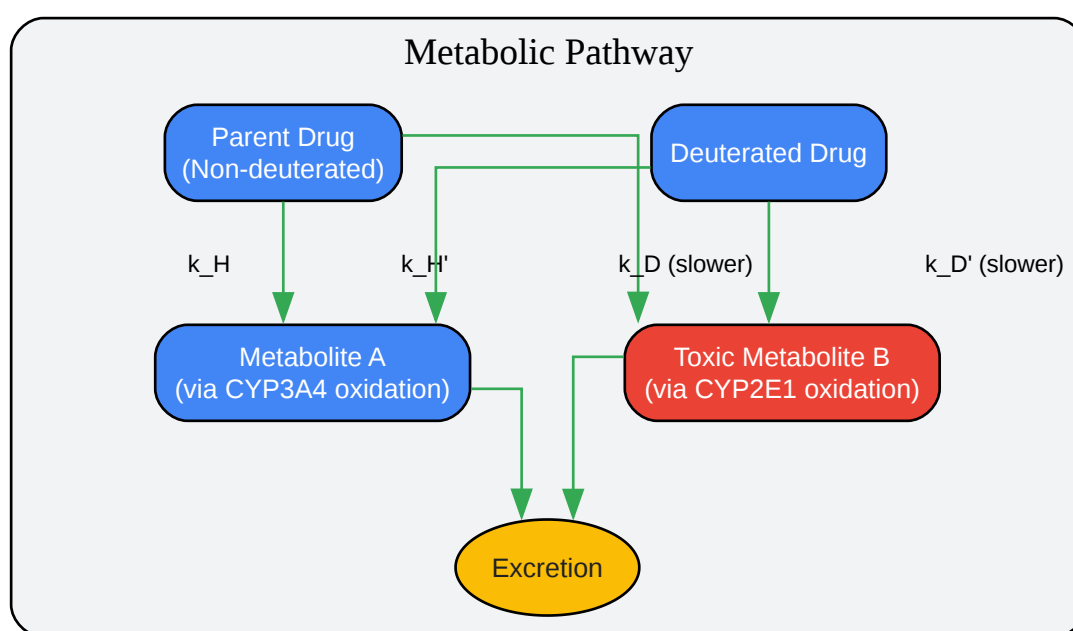 Metabolic Pathway
Parent Drug
(Non-deuterated)
Deuterated Drug
k_H
k_H'
k_D (slower)
k_D' (slower)
Metabolite A
(via CYP3A4 oxidation)
Toxic Metabolite B
(via CYP2E1 oxidation)
Excretion